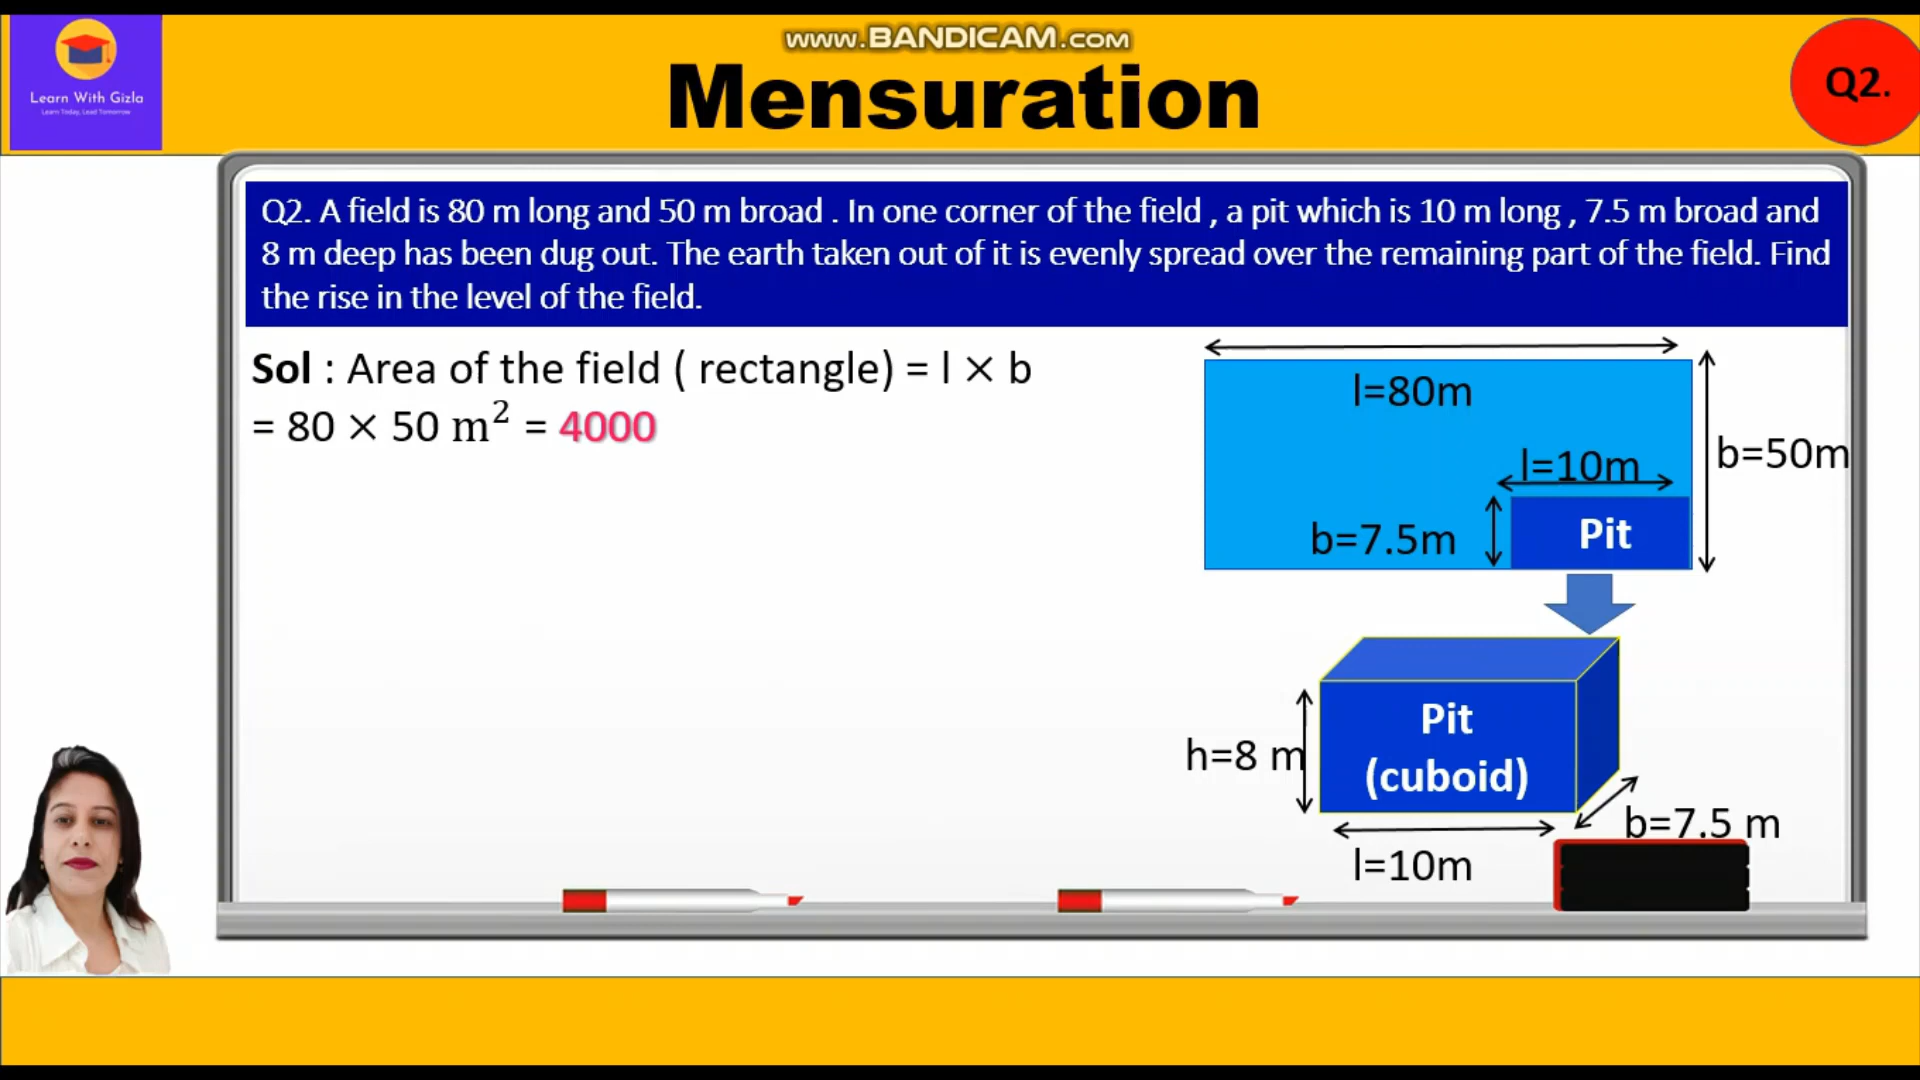 www.BANDICAM.com
Learn With Gizla
Learn Today, Lead Tomorrow
Mensuration
Q2.
Q2. A field is 80 m long and 50 m broad . In one corner of the field , a pit which is 10 m long , 7.5 m broad and
8 m deep has been dug out. The earth taken out of it is evenly spread over the remaining part of the field. Find
the rise in the level of the field.
Sol : Area of the field ( rectangle) = l × b
= 80 × 50 m² = 4000
l=80m
b=50m
l=10m
b=7.5m
Pit
Pit
(cuboid)
h=8 m
b=7.5 m
l=10m